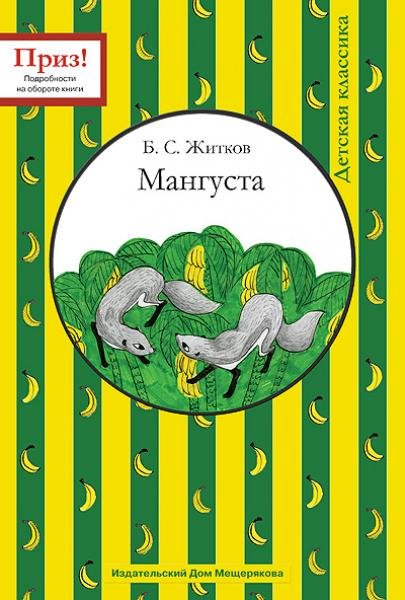 Приз!
Подробности
на обороте книги
Детская классика
Б. С. Житков
Мангуста
Издательский Дом Мещерякова